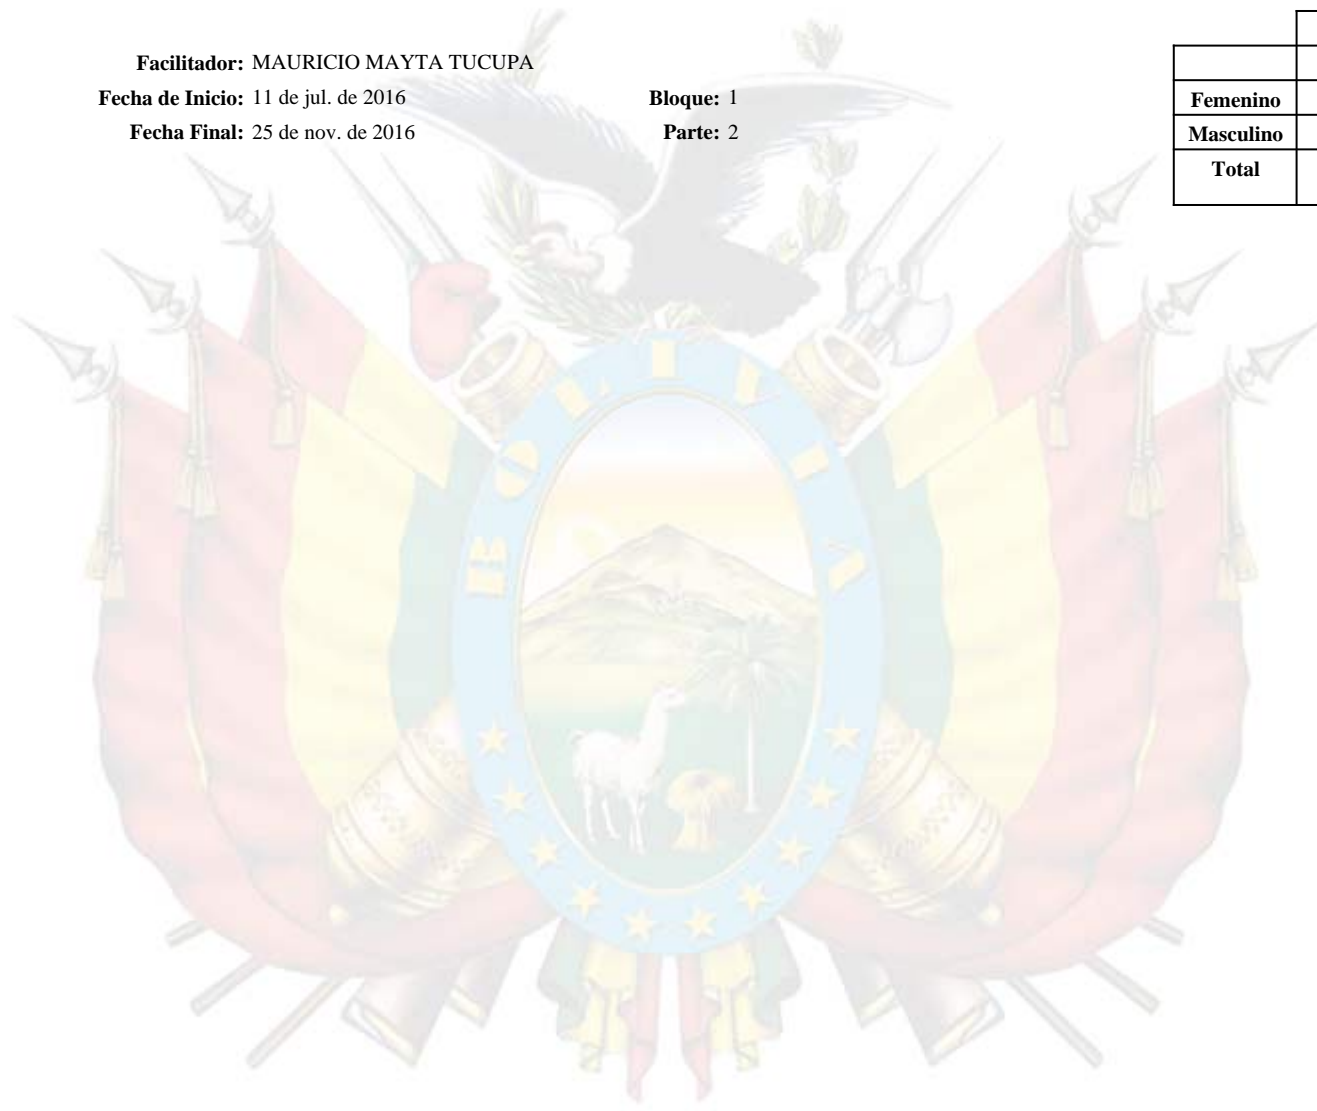 Facilitador: MAURICIO MAYTA TUCUPA
Fecha de Inicio: 11 de jul. de 2016 Bloque: 1
Fecha Final: 25 de nov. de 2016 Parte: 2
Femenino
Masculino
Total
BOLIVIA